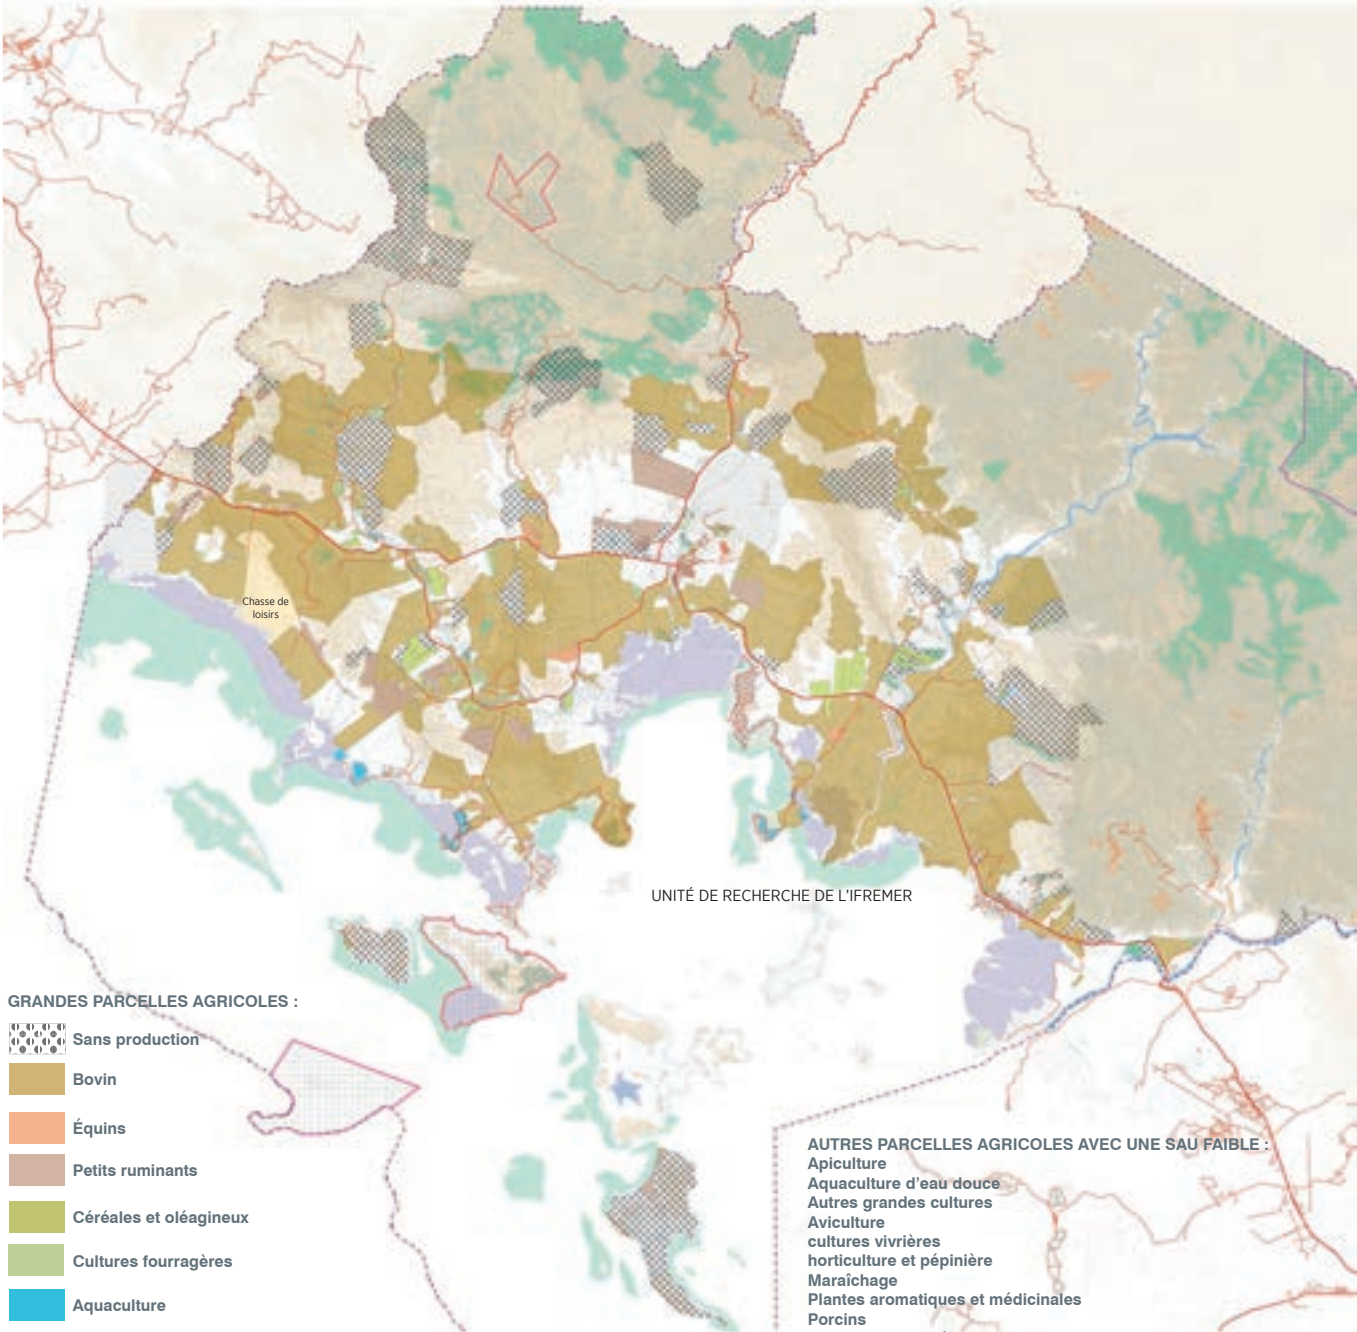 Chasse de
loisirs
UNITÉ DE RECHERCHE DE L'IFREMER
GRANDES PARCELLES AGRICOLES :
Sans production
Bovin
Équins
Petits ruminants
Céréales et oléagineux
Cultures fourragères
Aquaculture
AUTRES PARCELLES AGRICOLES AVEC UNE SAU FAIBLE :
Apiculture
Aquaculture d'eau douce
Autres grandes cultures
Aviculture
cultures vivrières
horticulture et pépinière
Maraîchage
Plantes aromatiques et médicinales
Porcins